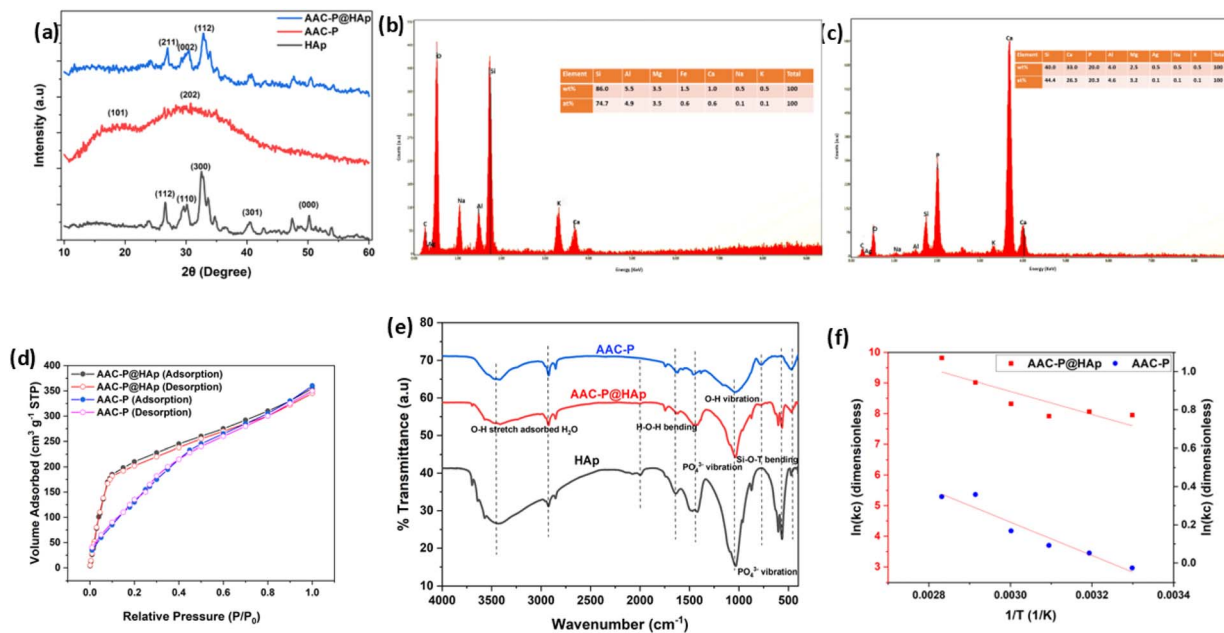 (a)
AAC-P@HAp
AAC-P
HAp
(211)
(002)
(112)
(101)
(202)
(112)
(110)
(300)
(301)
(000)
Intensity (a.u)
10 20 30 40 50 60
2θ (Degree)
(b)
O
Si
C
Na
Al
K
Ca
Element Si Al Mg Fe Ca Na K Total
wt% 86.0 5.5 3.5 1.5 1.0 0.5 0.5 100
at% 74.7 4.9 3.5 0.6 0.6 0.1 0.1 100
Counts (a.u)
Energy (KeV)
(c)
Ca
P
Si
O
C
Na
Al
K
Ca
Element Si Ca P Al Mg Ag Na K Total
wt% 40.0 33.0 20.0 4.0 2.5 0.5 0.5 0.5 100
at% 44.4 26.3 20.3 4.6 3.2 0.1 0.1 0.1 100
Counts (a.u)
Energy (KeV)
(d)
AAC-P@HAp (Adsorption)
AAC-P@HAp (Desorption)
AAC-P (Adsorption)
AAC-P (Desorption)
Volume Adsorbed (cm³ g⁻¹ STP)
400
350
300
250
200
150
100
50
0
0.0 0.2 0.4 0.6 0.8 1.0
Relative Pressure (P/P₀)
(e)
% Transmittance (a.u)
80
70
60
50
40
30
20
10
AAC-P
AAC-P@HAp
HAp
O-H vibration
O-H stretch adsorbed H₂O
H-O-H bending
Si-O-T bending
PO₄³⁻ vibration
PO₄³⁻ vibration
4000 3500 3000 2500 2000 1500 1000 500
Wavenumber (cm⁻¹)
(f)
AAC-P@HAp
AAC-P
ln(kc) (dimensionless)
10
9
8
7
6
5
4
3
ln(kc) (dimensionless)
1.0
0.8
0.6
0.4
0.2
0.0
0.0028 0.0030 0.0032 0.0034
1/T (1/K)